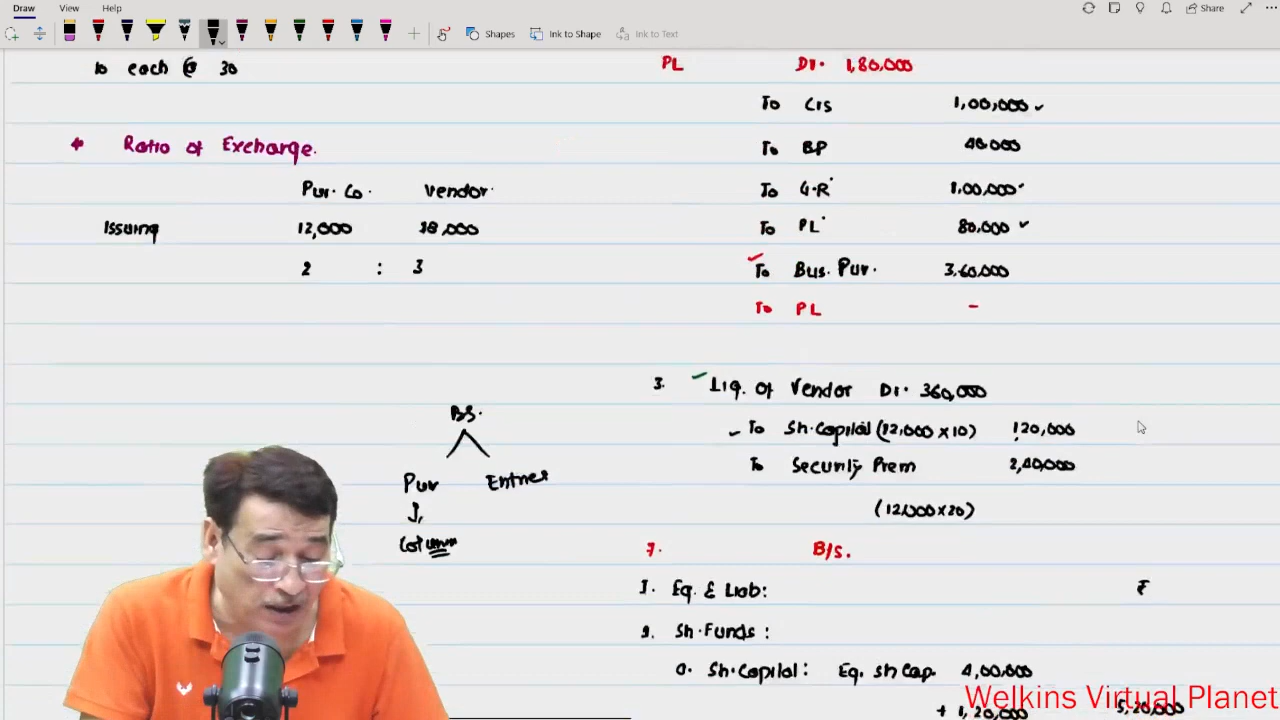 Draw View Help Share
Shapes Ink to Shape Ink to Text
10 each @ 30
* Ratio of Exchange.
Pur. Co. Vendor.
Issuing 12,000 18,000
2 : 3
BS.
Pur Entries
Column
PL Dr. 1,80,000
To CIS 1,00,000
To BP 40,000
To G.R 1,00,000
To PL 80,000
To Bus. Pur. 3,60,000
To PL -
3. Liq. of Vendor Dr. 360,000
To Sh. Capital (12,000 x 10) 120,000
To Security Prem 2,40,000
(12,000 x 20)
7. B/S.
I. Eq. & Liab: ₹
1. Sh. Funds :
a. Sh. Capital : Eq. sh cap. 4,00,000
+ 1,20,000 5,20,000
Welkins Virtual Planet